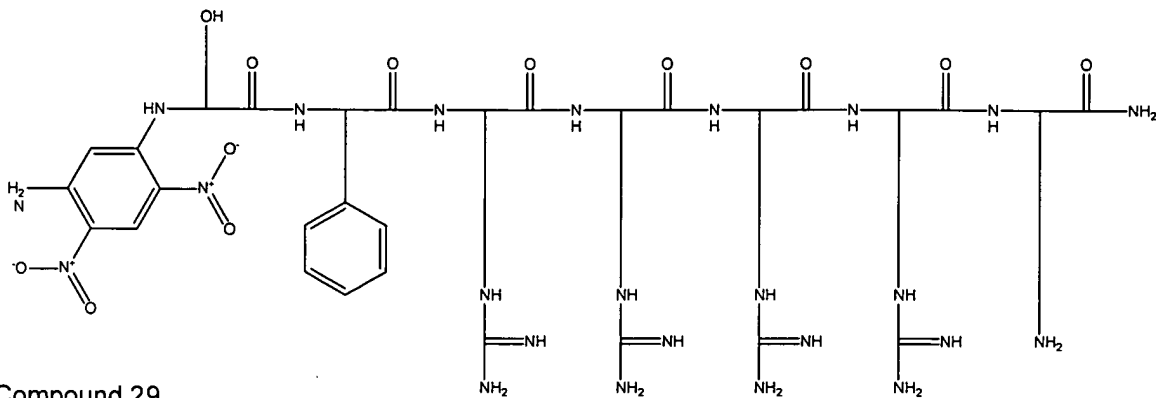 OH
O O O O O O O
HN N H N H N H N H N H N H NH₂
O⁻
H₂ N N⁺
O
⁻O N⁺
O
NH NH NH NH
NH NH NH NH NH₂
NH₂ NH₂ NH₂ NH₂
Compound 29